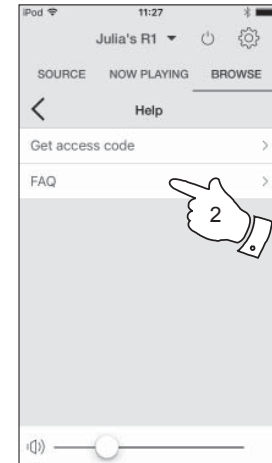 iPod 11:27
Julia's R1
SOURCE NOW PLAYING BROWSE
Help
Get access code
FAQ
2